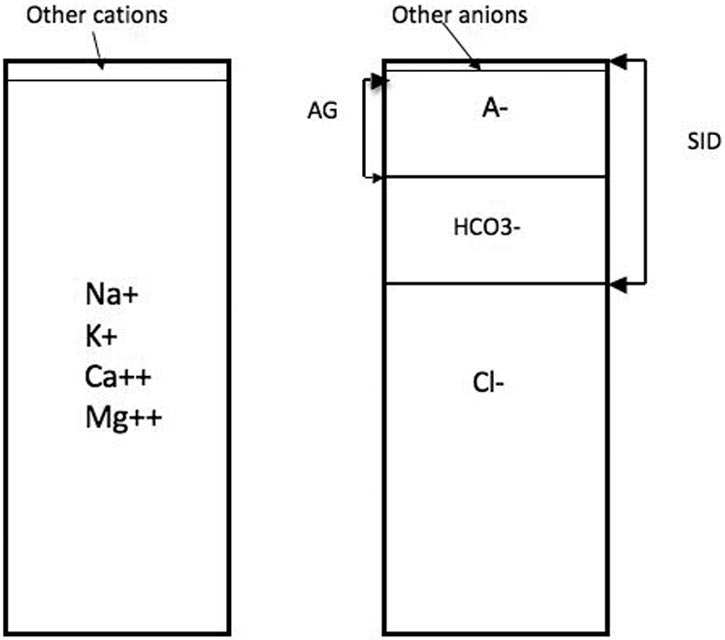 Other cations
Other anions
AG
A-
SID
HCO3-
Na+
K+
Ca++
Mg++
Cl-